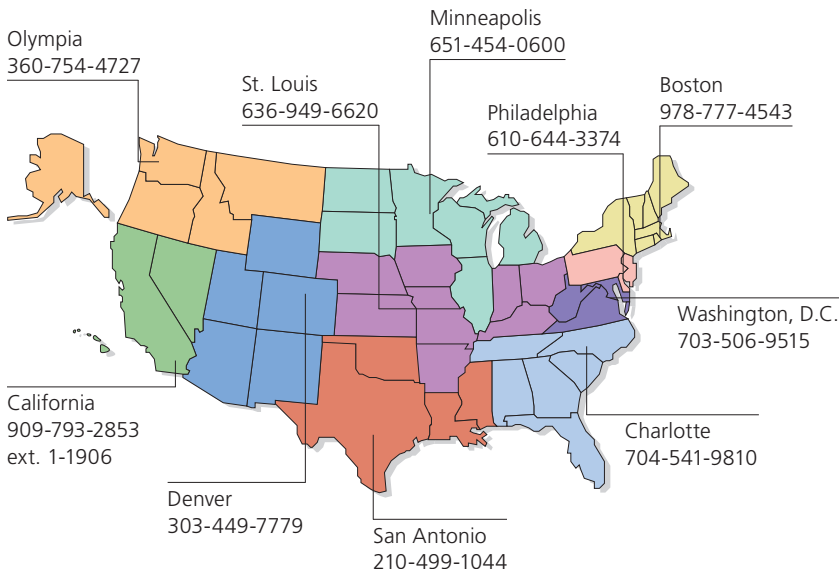 Minneapolis
651-454-0600
Olympia
360-754-4727
St. Louis
636-949-6620
Boston
978-777-4543
Philadelphia
610-644-3374
Washington, D.C.
703-506-9515
California
909-793-2853
ext. 1-1906
Charlotte
704-541-9810
Denver
303-449-7779
San Antonio
210-499-1044